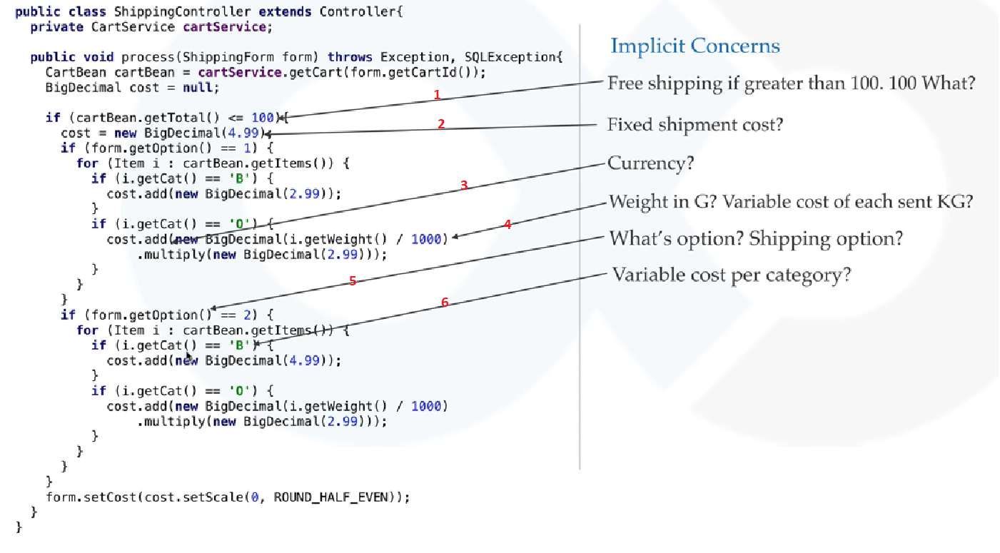 public class ShippingController extends Controller{
private CartService cartService;
public void process(ShippingForm form) throws Exception, SQLException{
CartBean cartBean = cartService.getCart(form.getCartId());
BigDecimal cost = null;
if (cartBean.getTotal() <= 100){
cost = new BigDecimal(4.99);
if (form.getOption() == 1) {
for (Item i : cartBean.getItems()) {
if (i.getCat() == 'B') {
cost.add(new BigDecimal(2.99));
}
if (i.getCat() == 'O') {
cost.add(new BigDecimal(i.getWeight() / 1000)
.multiply(new BigDecimal(2.99)));
}
}
}
if (form.getOption() == 2) {
for (Item i : cartBean.getItems()) {
if (i.getCat() == 'B') {
cost.add(new BigDecimal(4.99));
}
if (i.getCat() == 'O') {
cost.add(new BigDecimal(i.getWeight() / 1000)
.multiply(new BigDecimal(2.99)));
}
}
}
}
form.setCost(cost.setScale(0, ROUND_HALF_EVEN));
}
}
Implicit Concerns
1 Free shipping if greater than 100. 100 What?
2 Fixed shipment cost?
3 Currency?
4 Weight in G? Variable cost of each sent KG?
5 What's option? Shipping option?
6 Variable cost per category?